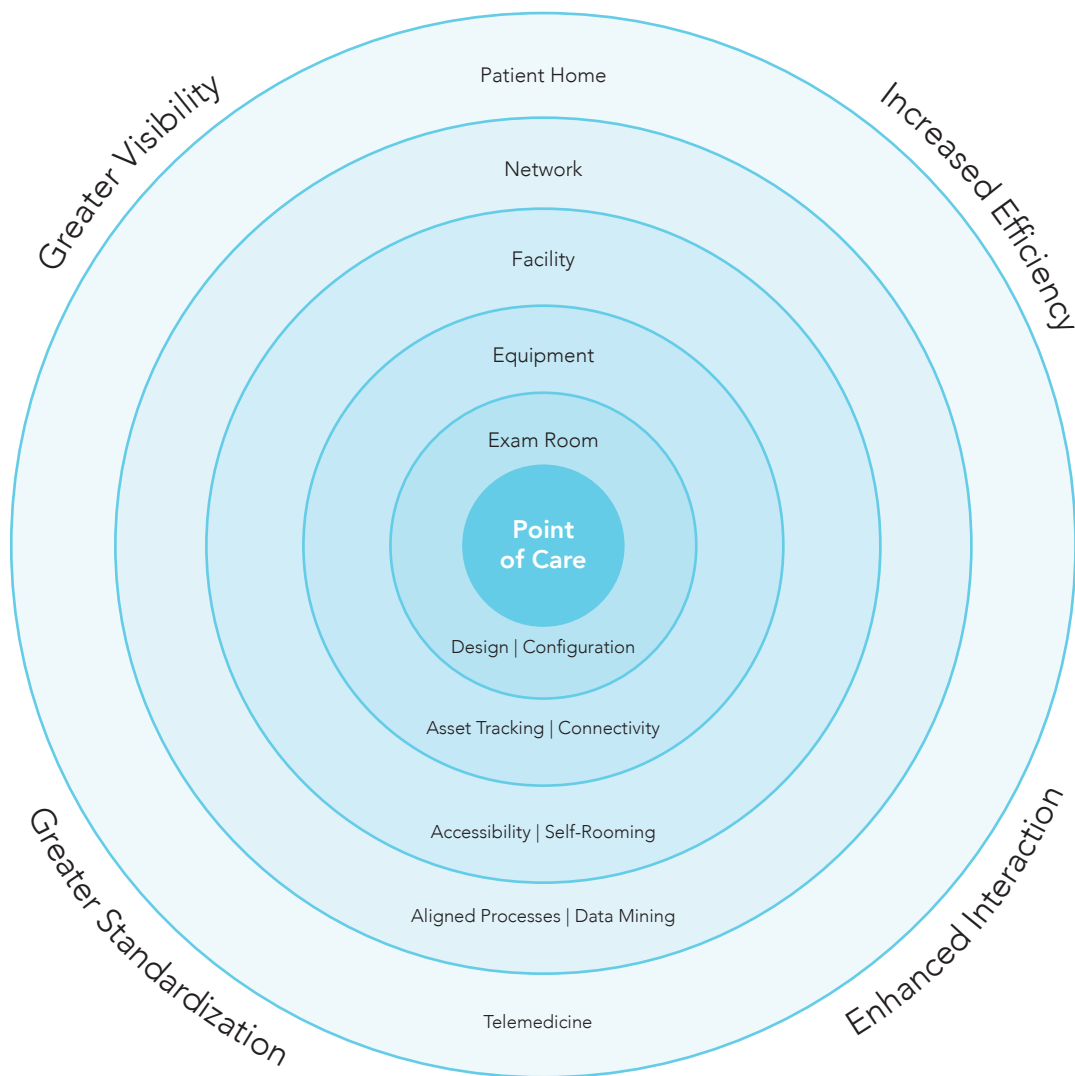 Greater Visibility
Increased Efficiency
Patient Home
Network
Facility
Equipment
Exam Room
Point
of Care
Design | Configuration
Asset Tracking | Connectivity
Accessibility | Self-Rooming
Aligned Processes | Data Mining
Telemedicine
Greater Standardization
Enhanced Interaction